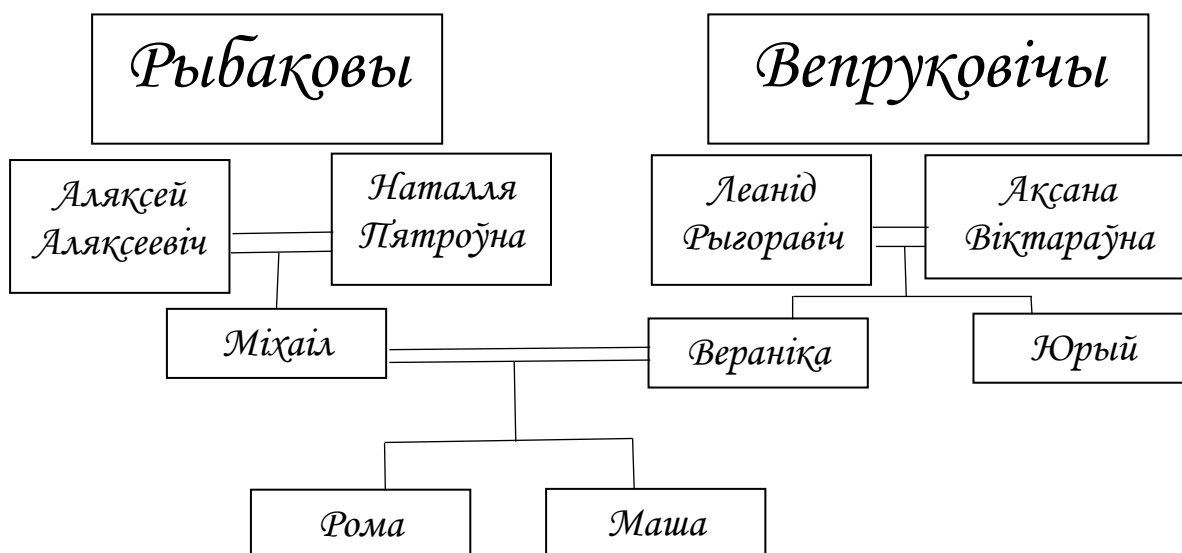 Рыбаковы
Вепруковічы
Аляксей
Аляксеевіч
Наталля
Пятроўна
Леанід
Рыгоравіч
Аксана
Віктараўна
Міхаіл
Вераніка
Юрый
Рома
Маша